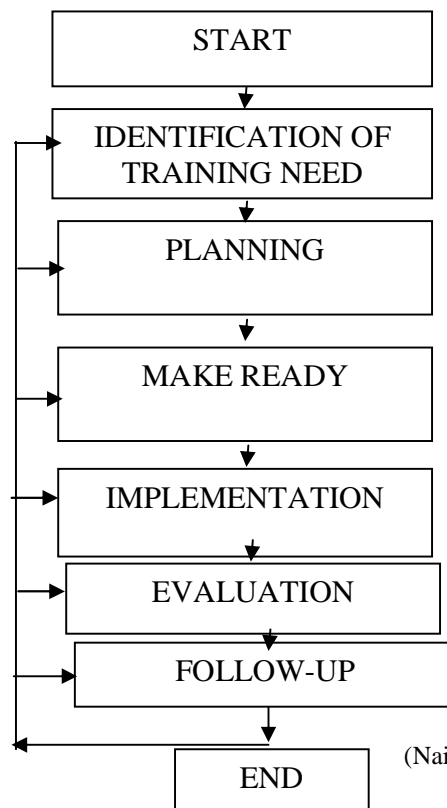 START
IDENTIFICATION OF
TRAINING NEED
PLANNING
MAKE READY
IMPLEMENTATION
EVALUATION
FOLLOW-UP
END